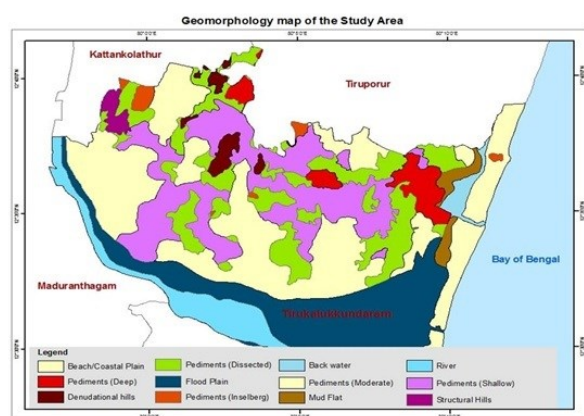 Geomorphology map of the Study Area
Kattankolathur
Tiruporur
Bay of Bengal
Maduranthagam
Tirukalukkundaram
Legend
Beach/Coastal Plain
Pediments (Dissected)
Back water
River
Pediments (Deep)
Flood Plain
Pediments (Moderate)
Pediments (Shallow)
Denudational hills
Pediments (Inselberg)
Mud Flat
Structural Hills